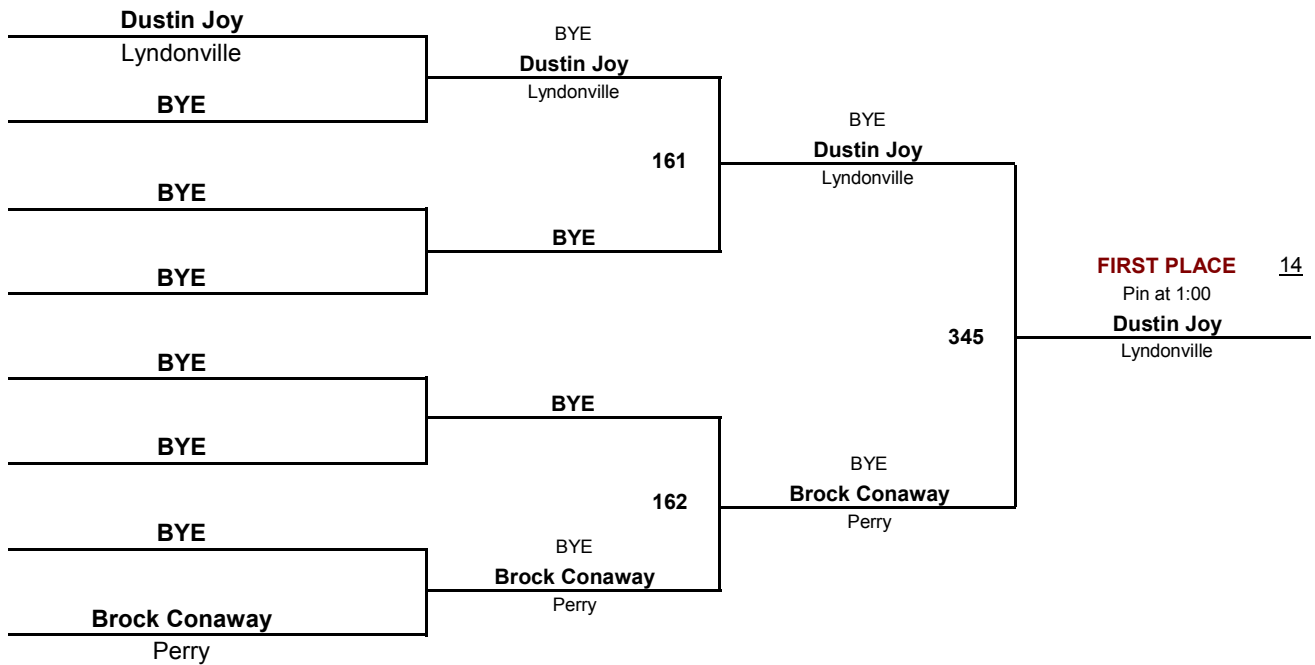 Dustin Joy
Lyndonville
BYE
BYE
BYE
BYE
BYE
BYE
Brock Conaway
Perry
BYE
Dustin Joy
Lyndonville
161
BYE
BYE
162
BYE
Brock Conaway
Perry
BYE
Dustin Joy
Lyndonville
345
BYE
Brock Conaway
Perry
FIRST PLACE 14
Pin at 1:00
Dustin Joy
Lyndonville